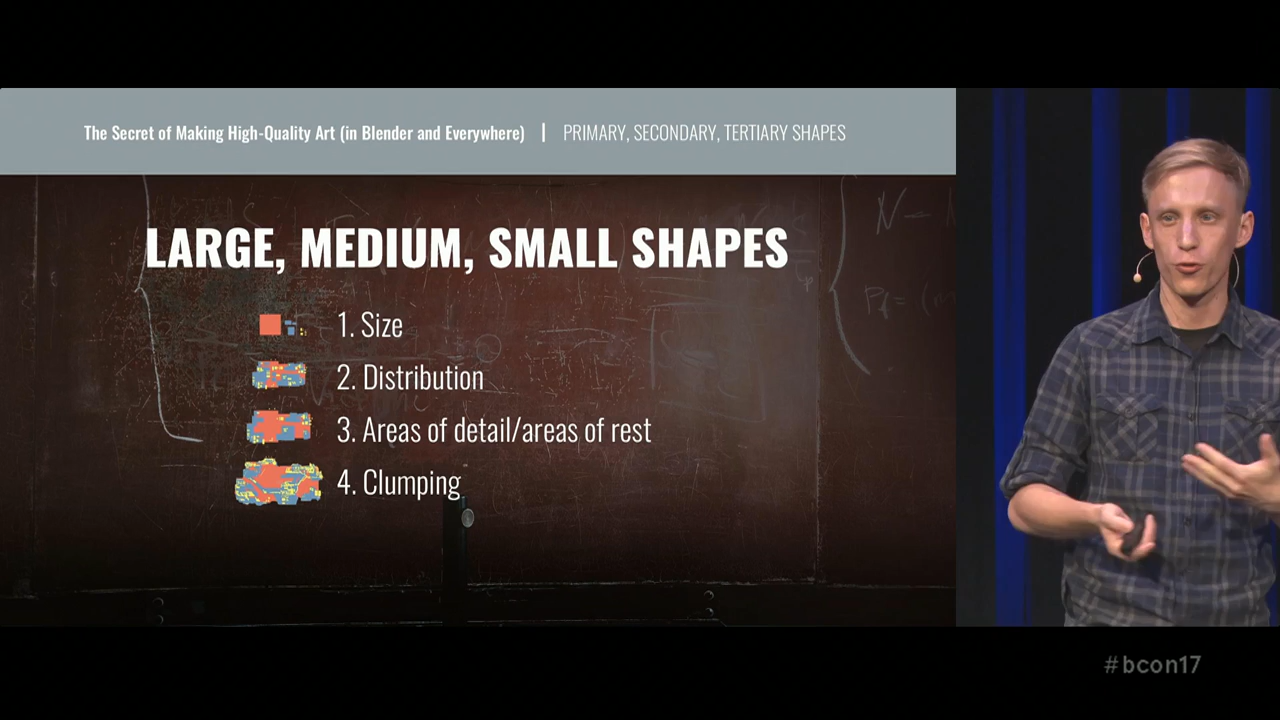 The Secret of Making High-Quality Art (in Blender and Everywhere) | PRIMARY, SECONDARY, TERTIARY SHAPES
LARGE, MEDIUM, SMALL SHAPES
1. Size
2. Distribution
3. Areas of detail/areas of rest
4. Clumping
#bcon17